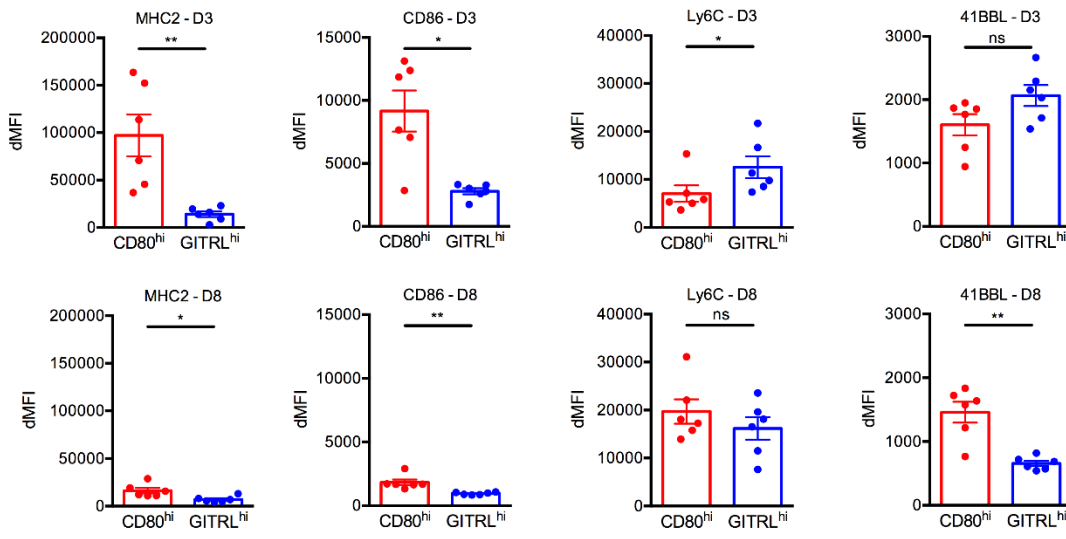 MHC2 - D3
200000
150000
100000
50000
0
dMFI
**
CD80hi
GITRLhi
CD86 - D3
15000
10000
5000
0
dMFI
*
CD80hi
GITRLhi
Ly6C - D3
40000
30000
20000
10000
0
dMFI
*
CD80hi
GITRLhi
41BBL - D3
3000
2000
1000
0
dMFI
ns
CD80hi
GITRLhi
MHC2 - D8
200000
150000
100000
50000
0
dMFI
*
CD80hi
GITRLhi
CD86 - D8
15000
10000
5000
0
dMFI
**
CD80hi
GITRLhi
Ly6C - D8
40000
30000
20000
10000
0
dMFI
ns
CD80hi
GITRLhi
41BBL - D8
3000
2000
1000
0
dMFI
**
CD80hi
GITRLhi